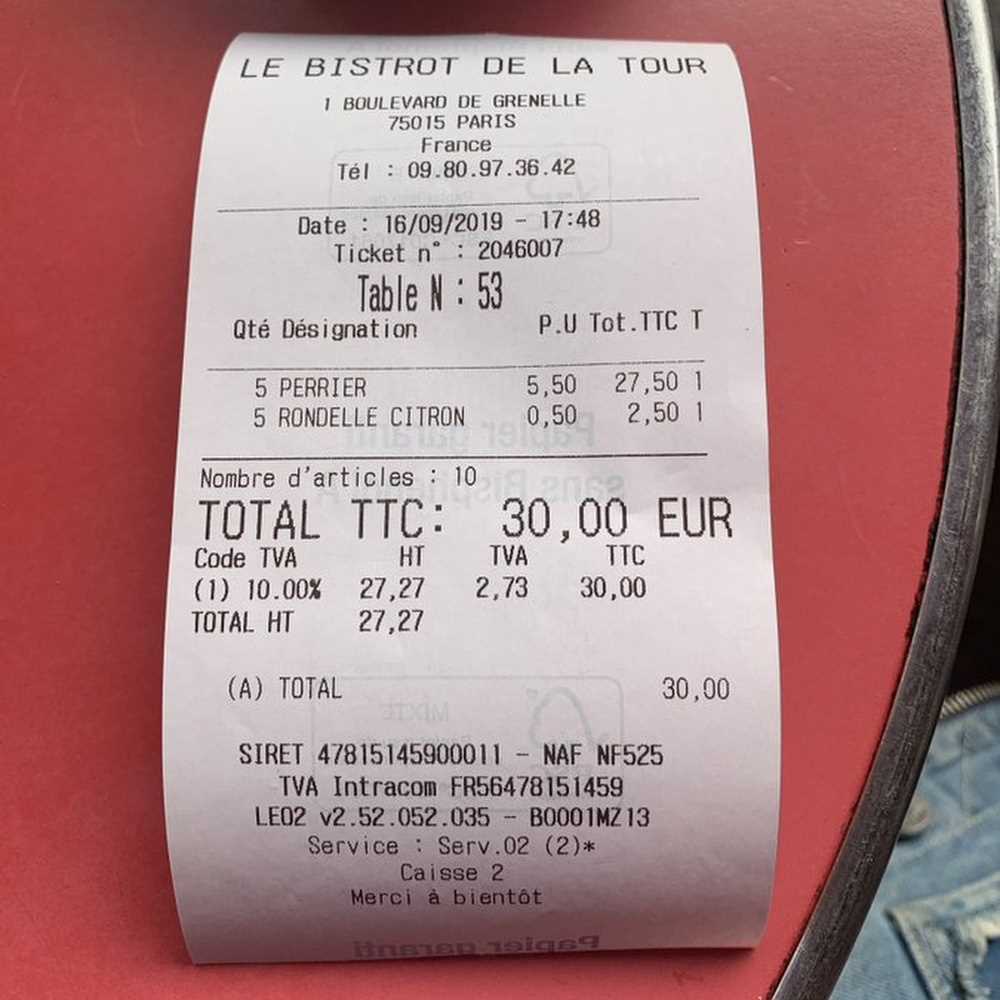 LE BISTROT DE LA TOUR
1 BOULEVARD DE GRENELLE
75015 PARIS
France
Tél : 09.80.97.36.42
Date : 16/09/2019 - 17:48
Ticket n° : 2046007
Table N : 53
Qté Désignation P.U Tot.TTC T
5 PERRIER 5,50 27,50 1
5 RONDELLE CITRON 0,50 2,50 1
Nombre d'articles : 10
TOTAL TTC: 30,00 EUR
Code TVA HT TVA TTC
(1) 10.00% 27,27 2,73 30,00
TOTAL HT 27,27
(A) TOTAL 30,00
SIRET 47815145900011 - NAF NF525
TVA Intracom FR56478151459
LEO2 v2.52.052.035 - B0001MZ13
Service : Serv.02 (2)*
Caisse 2
Merci à bientôt
Papier garanti